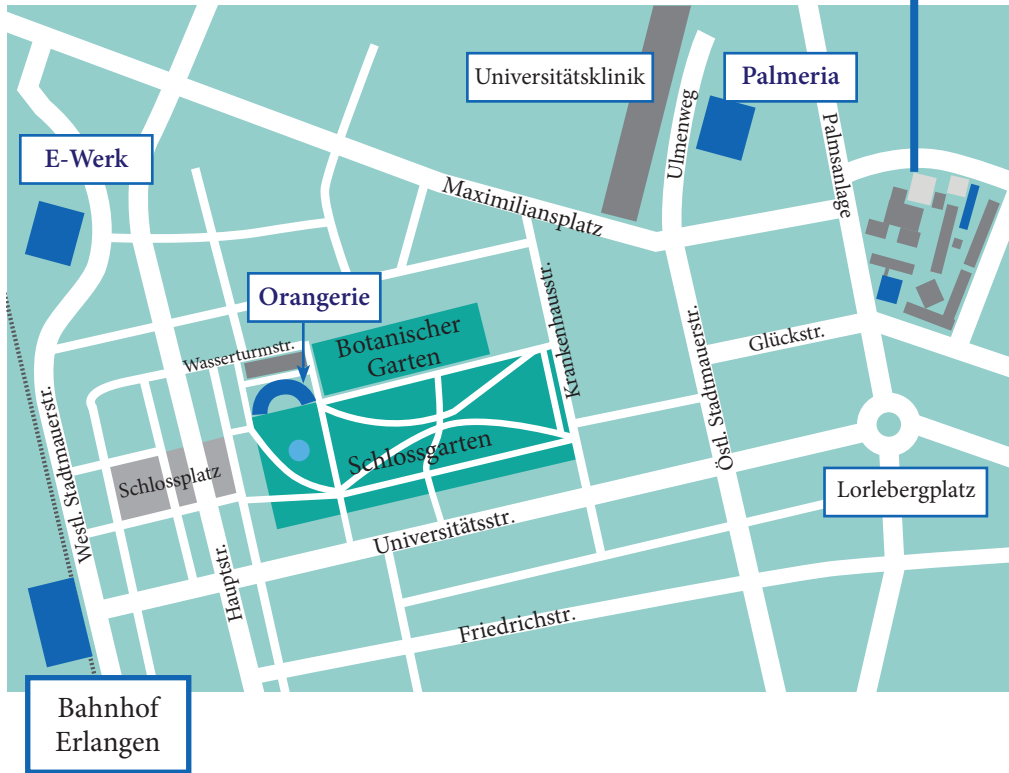 Universitätsklinik
Palmeria
E-Werk
Ulmenweg
Palmsanlage
Maximiliansplatz
Orangerie
Krankenhausstr.
Botanischer
Garten
Wasserturmstr.
Glückstr.
Östl. Stadtmauerstr.
Westl. Stadtmauerstr.
Schlossplatz
Schlossgarten
Lorlebergplatz
Universitätsstr.
Hauptstr.
Friedrichstr.
Bahnhof
Erlangen